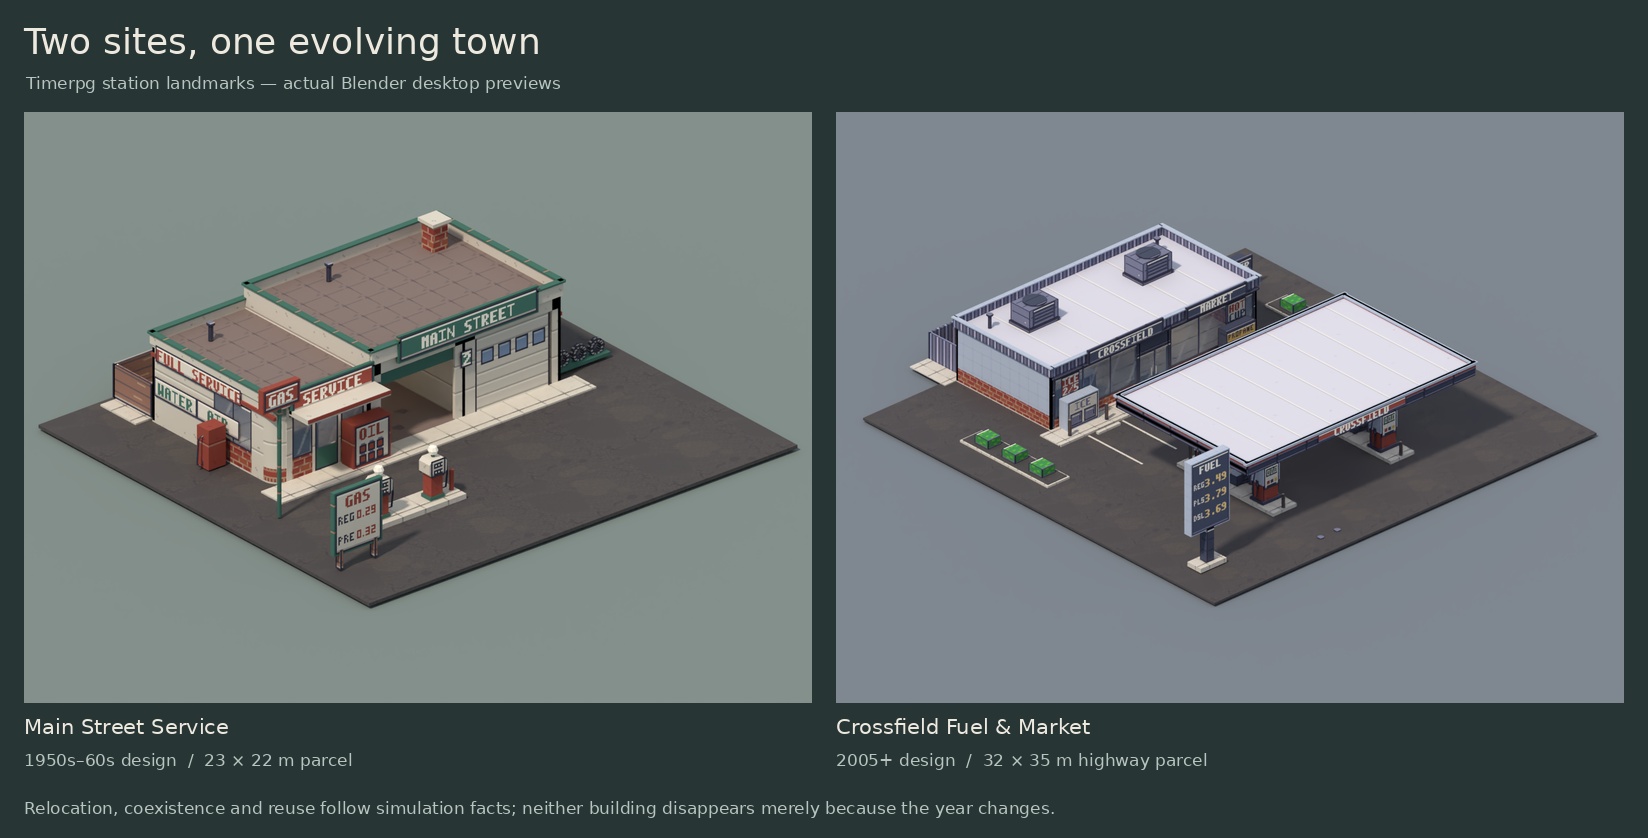 Two sites, one evolving town
Timerpg station landmarks — actual Blender desktop previews
MAIN STREET
FULL SERVICE
WATER AIR
GAS
SERVICE
2
OIL
GAS
REG 0.29
PRE 0.32
CROSSFIELD
MARKET
ICE
ICE
CROSSFIELD
FUEL
REG 3.49
PLS 3.79
DSL 3.69
Main Street Service
Crossfield Fuel & Market
1950s–60s design / 23 × 22 m parcel
2005+ design / 32 × 35 m highway parcel
Relocation, coexistence and reuse follow simulation facts; neither building disappears merely because the year changes.